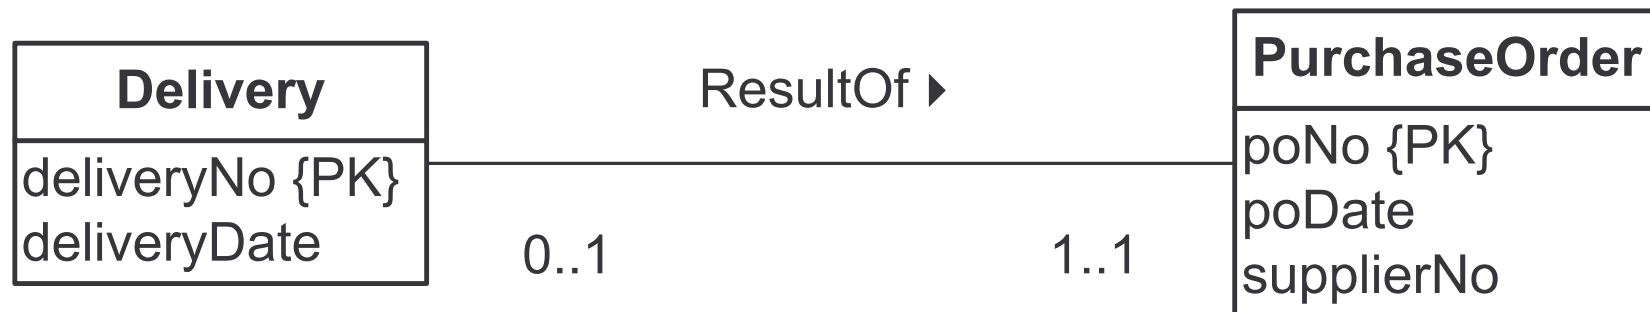 Delivery
deliveryNo {PK}
deliveryDate
ResultOf ▶
0..1
1..1
PurchaseOrder
poNo {PK}
poDate
supplierNo